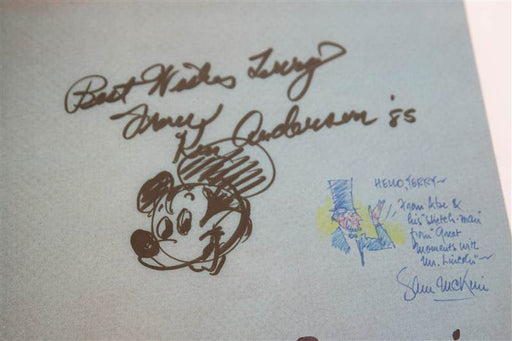 Best Wishes Terry
From
Ken Anderson '85
HELLO, TERRY~
From Abe &
his "sketch-man"
from "Great
Moments with
Mr. Lincoln"~
Sam McKim